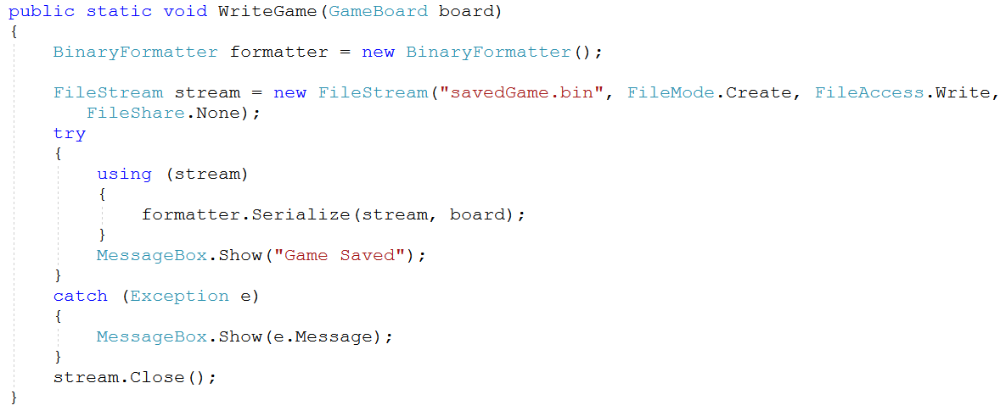 public static void WriteGame(GameBoard board)
{
    BinaryFormatter formatter = new BinaryFormatter();

    FileStream stream = new FileStream("savedGame.bin", FileMode.Create, FileAccess.Write,
       FileShare.None);
    try
    {
        using (stream)
        {
            formatter.Serialize(stream, board);
        }
        MessageBox.Show("Game Saved");
    }
    catch (Exception e)
    {
        MessageBox.Show(e.Message);
    }
    stream.Close();
}